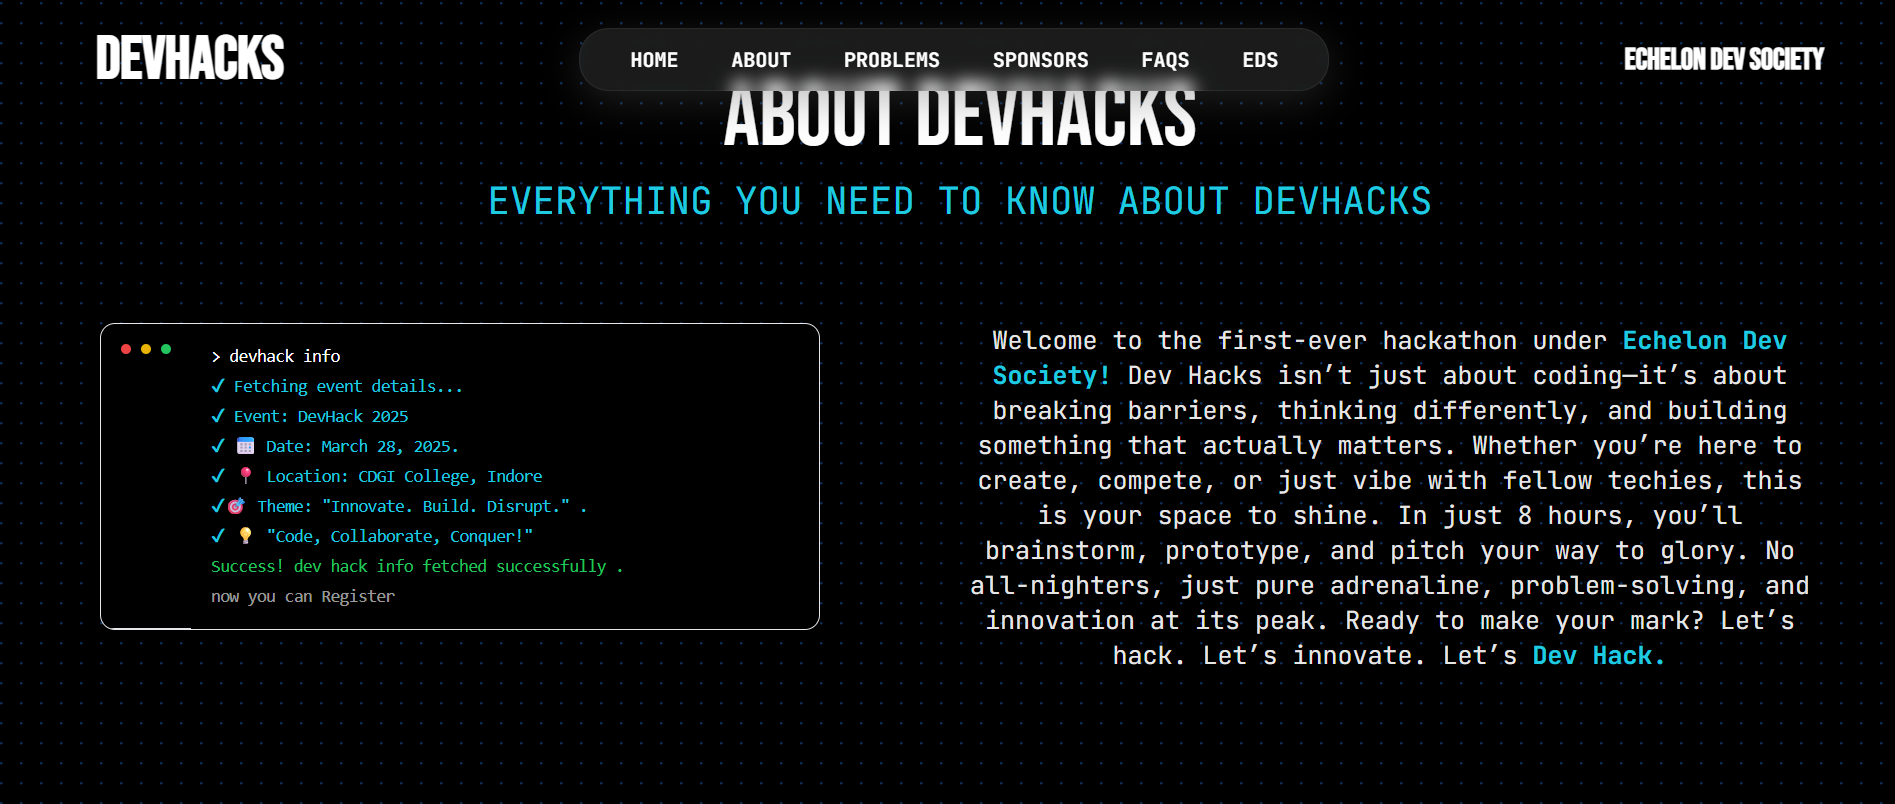 DEVHACKS
HOME ABOUT PROBLEMS SPONSORS FAQS EDS
ECHELON DEV SOCIETY
ABOUT DEVHACKS
EVERYTHING YOU NEED TO KNOW ABOUT DEVHACKS
> devhack info
✓ Fetching event details...
✓ Event: DevHack 2025
✓ 📅 Date: March 28, 2025.
✓ 📍 Location: CDGI College, Indore
✓🎯 Theme: "Innovate. Build. Disrupt." .
✓ 💡 "Code, Collaborate, Conquer!"
Success! dev hack info fetched successfully .
now you can Register
Welcome to the first-ever hackathon under Echelon Dev
Society! Dev Hacks isn’t just about coding—it’s about
breaking barriers, thinking differently, and building
something that actually matters. Whether you’re here to
create, compete, or just vibe with fellow techies, this
is your space to shine. In just 8 hours, you’ll
brainstorm, prototype, and pitch your way to glory. No
all-nighters, just pure adrenaline, problem-solving, and
innovation at its peak. Ready to make your mark? Let’s
hack. Let’s innovate. Let’s Dev Hack.